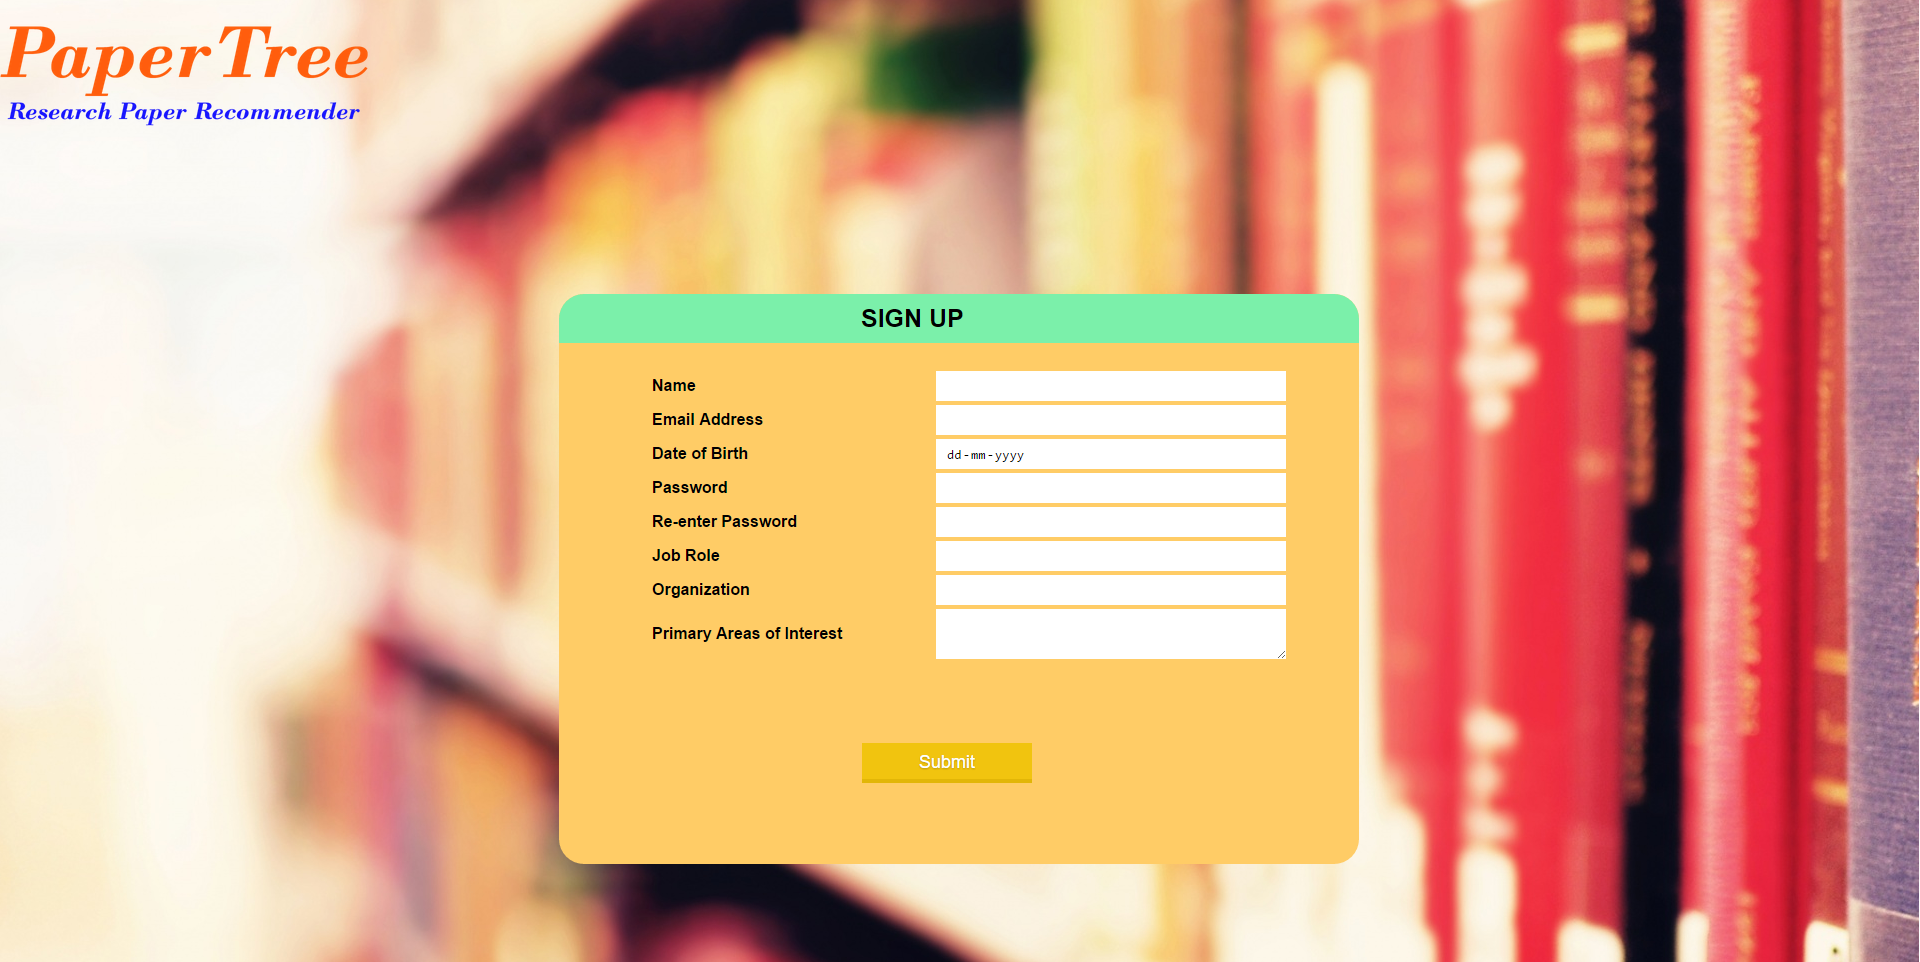 PaperTree
Research Paper Recommender
SIGN UP
Name
Email Address
Date of Birth
dd-mm-yyyy
Password
Re-enter Password
Job Role
Organization
Primary Areas of Interest
Submit